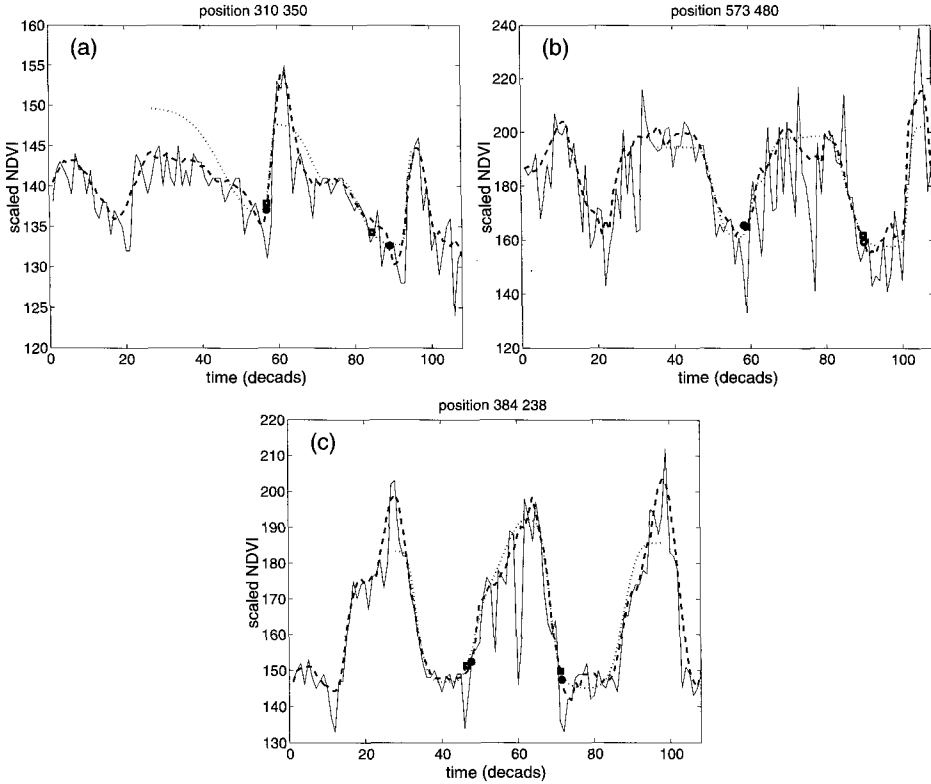 position 310 350
(a)
scaled NDVI
160
155
150
145
140
135
130
125
120
0 20 40 60 80 100
time (decads)
position 573 480
(b)
scaled NDVI
240
220
200
180
160
140
120
0 20 40 60 80 100
time (decads)
position 384 238
(c)
scaled NDVI
220
210
200
190
180
170
160
150
140
130
0 20 40 60 80 100
time (decads)